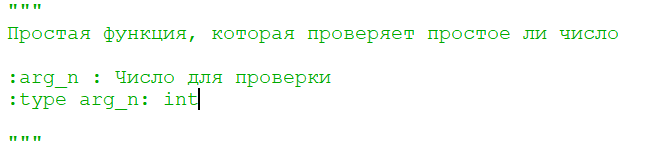 """
Простая функция, которая проверяет простое ли число
:arg_n : Число для проверки
:type arg_n: int
"""